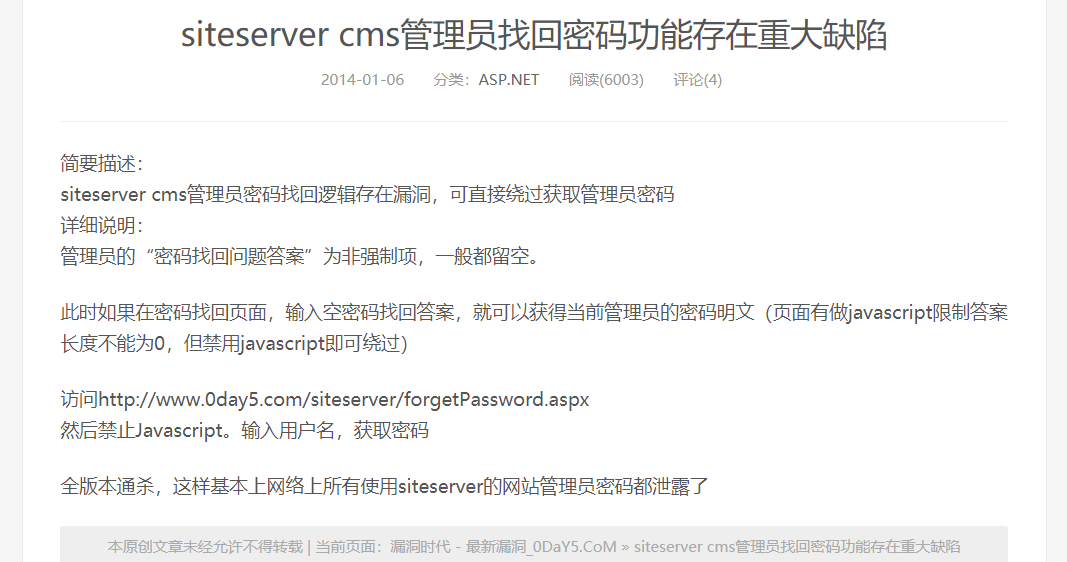 siteserver cms管理员找回密码功能存在重大缺陷
2014-01-06 分类：ASP.NET 阅读(6003) 评论(4)
简要描述：
siteserver cms管理员密码找回逻辑存在漏洞，可直接绕过获取管理员密码
详细说明：
管理员的“密码找回问题答案”为非强制项，一般都留空。
此时如果在密码找回页面，输入空密码找回答案，就可以获得当前管理员的密码明文（页面有做javascript限制答案
长度不能为0，但禁用javascript即可绕过）
访问http://www.0day5.com/siteserver/forgetPassword.aspx
然后禁止Javascript。输入用户名，获取密码
全版本通杀，这样基本上网络上所有使用siteserver的网站管理员密码都泄露了
本原创文章未经允许不得转载 | 当前页面：漏洞时代 - 最新漏洞_0DaY5.CoM » siteserver cms管理员找回密码功能存在重大缺陷